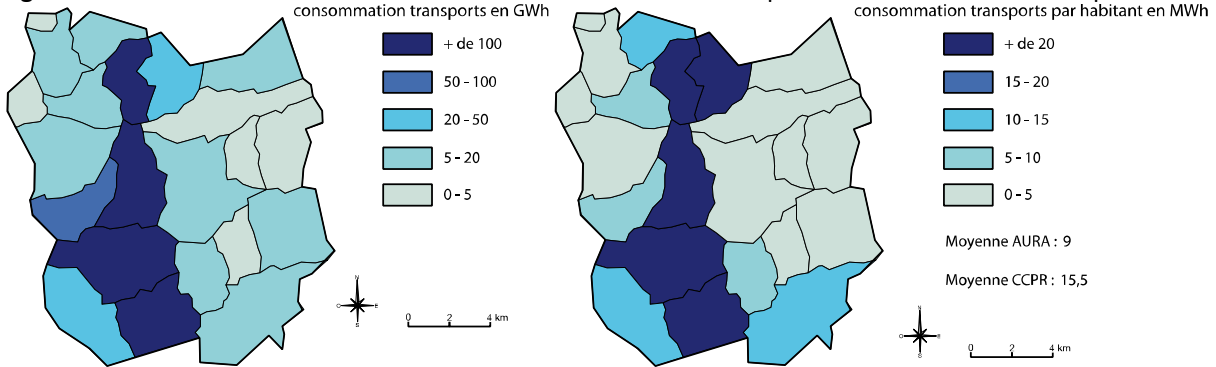 consommation transports en GWh
+ de 100
50 - 100
20 - 50
5 - 20
0 - 5
N
O
E
S
0 2 4 km
consommation transports par habitant en MWh
+ de 20
15 - 20
10 - 15
5 - 10
0 - 5
Moyenne AURA : 9
Moyenne CCPR : 15,5
N
O
E
S
0 2 4 km